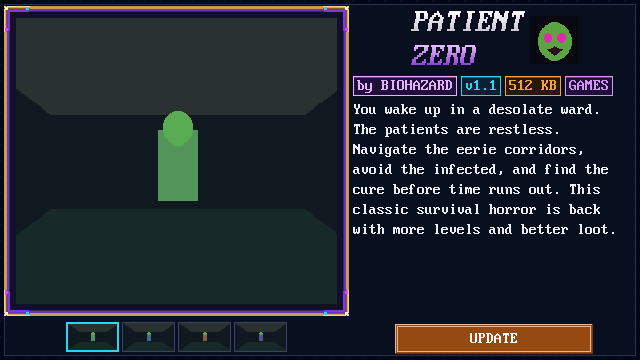 PATIENT
ZERO
by BIOHAZARD v1.1 512 KB GAMES
You wake up in a desolate ward.
The patients are restless.
Navigate the eerie corridors,
avoid the infected, and find the
cure before time runs out. This
classic survival horror is back
with more levels and better loot.
UPDATE